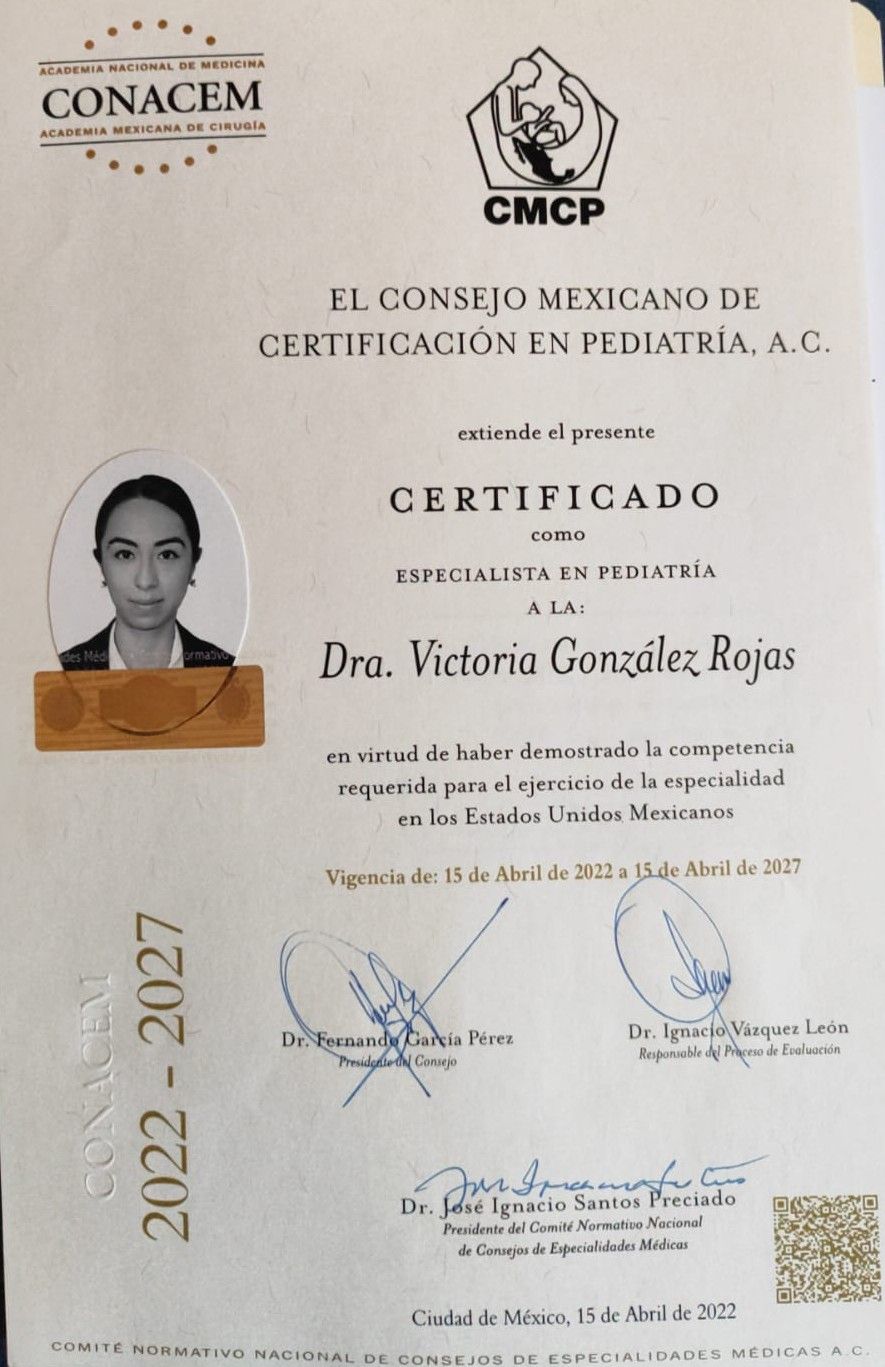 ACADEMIA NACIONAL DE MEDICINA
CONACEM
ACADEMIA MEXICANA DE CIRUGÍA
CMCP
EL CONSEJO MEXICANO DE
CERTIFICACIÓN EN PEDIATRÍA, A.C.
extiende el presente
CERTIFICADO
como
ESPECIALISTA EN PEDIATRÍA
A LA:
Dra. Victoria González Rojas
en virtud de haber demostrado la competencia
requerida para el ejercicio de la especialidad
en los Estados Unidos Mexicanos
Vigencia de: 15 de Abril de 2022 a 15 de Abril de 2027
Dr. Fernando García Pérez
Presidente del Consejo
Dr. Ignacio Vázquez León
Responsable del Proceso de Evaluación
Dr. José Ignacio Santos Preciado
Presidente del Comité Normativo Nacional
de Consejos de Especialidades Médicas
Ciudad de México, 15 de Abril de 2022
COMITÉ NORMATIVO NACIONAL DE CONSEJOS DE ESPECIALIDADES MÉDICAS A.C.
CONACEM
2022 - 2027